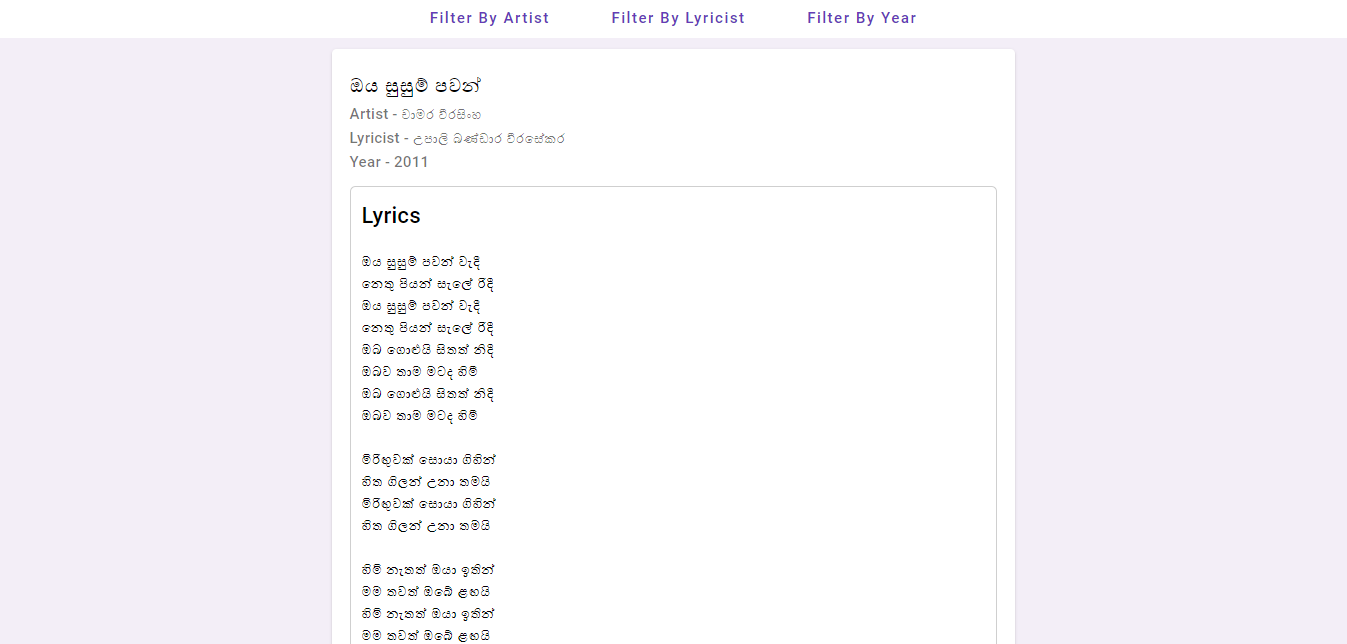 Filter By Artist Filter By Lyricist Filter By Year
ඔය සුසුම් පවන්
Artist - චාමර වීරසිංහ
Lyricist - උපාලි බණ්ඩාර වීරසේකර
Year - 2011
Lyrics
ඔය සුසුම් පවන් වැදී
නෙතු පියන් සැලේ රිදී
ඔය සුසුම් පවන් වැදී
නෙතු පියන් සැලේ රිදී
ඔබ ගොළුයි සිතත් නිදී
ඔබව තාම මටද හිමි
ඔබ ගොළුයි සිතත් නිදී
ඔබව තාම මටද හිමි
මිරිඟුවක් සොයා ගිහින්
හිත ගිලන් උනා තමයි
මිරිඟුවක් සොයා ගිහින්
හිත ගිලන් උනා තමයි
හිමි නැතත් ඔයා ඉතින්
මම තවත් ඔබේ ළඟයි
හිමි නැතත් ඔයා ඉතින්
මම තවත් ඔබේ ළඟයි